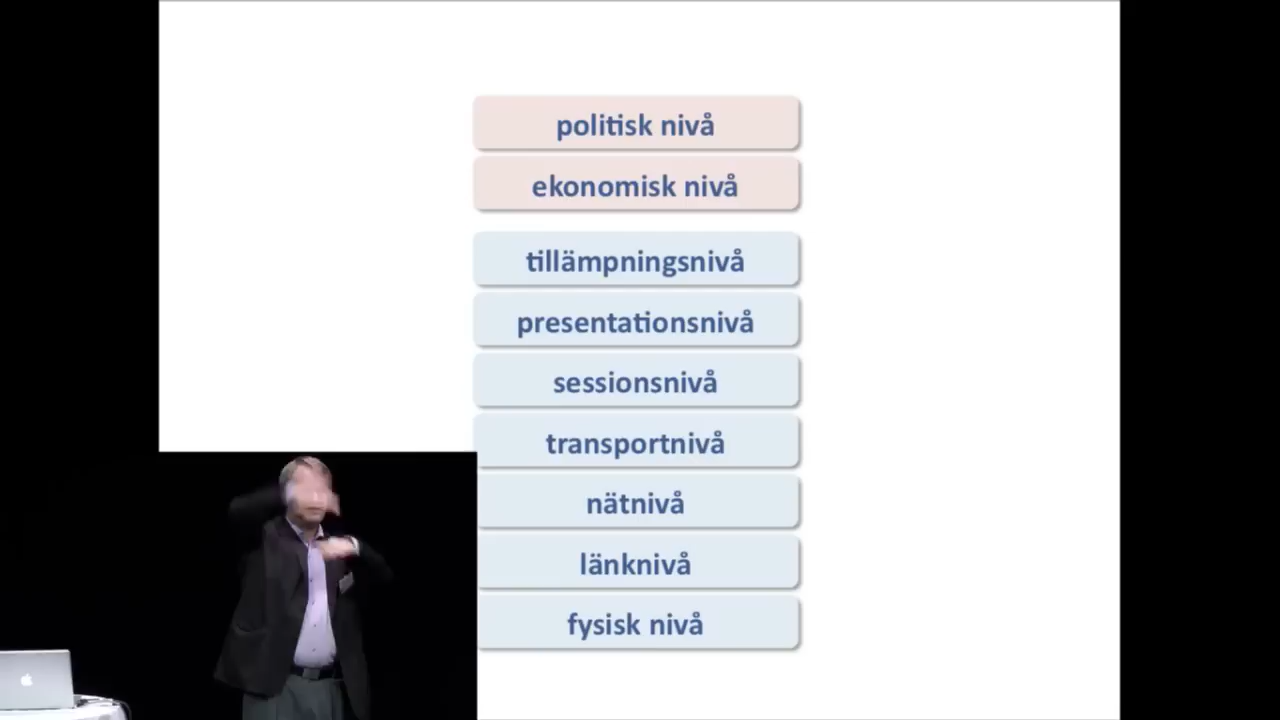 politisk nivå
ekonomisk nivå
tillämpningsnivå
presentationsnivå
sessionsnivå
transportnivå
nätnivå
länknivå
fysisk nivå